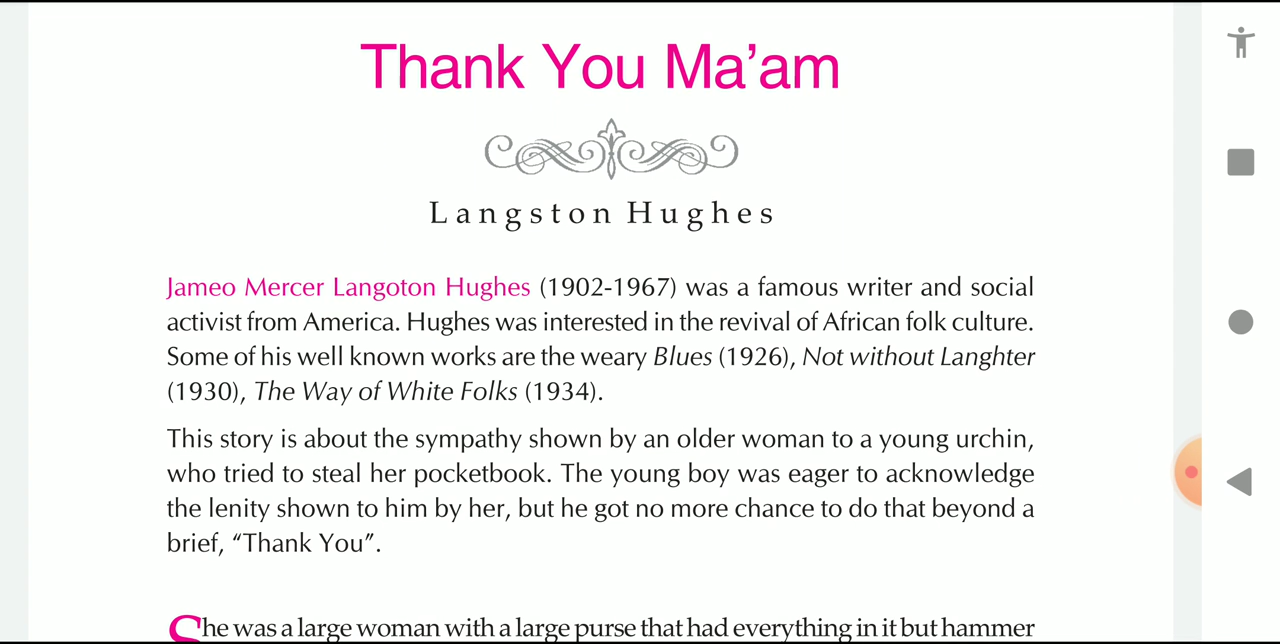 Thank You Ma’am
Langston Hughes
Jameo Mercer Langoton Hughes (1902-1967) was a famous writer and social
activist from America. Hughes was interested in the revival of African folk culture.
Some of his well known works are the weary Blues (1926), Not without Langhter
(1930), The Way of White Folks (1934).
This story is about the sympathy shown by an older woman to a young urchin,
who tried to steal her pocketbook. The young boy was eager to acknowledge
the lenity shown to him by her, but he got no more chance to do that beyond a
brief, “Thank You”.
She was a large woman with a large purse that had everything in it but hammer